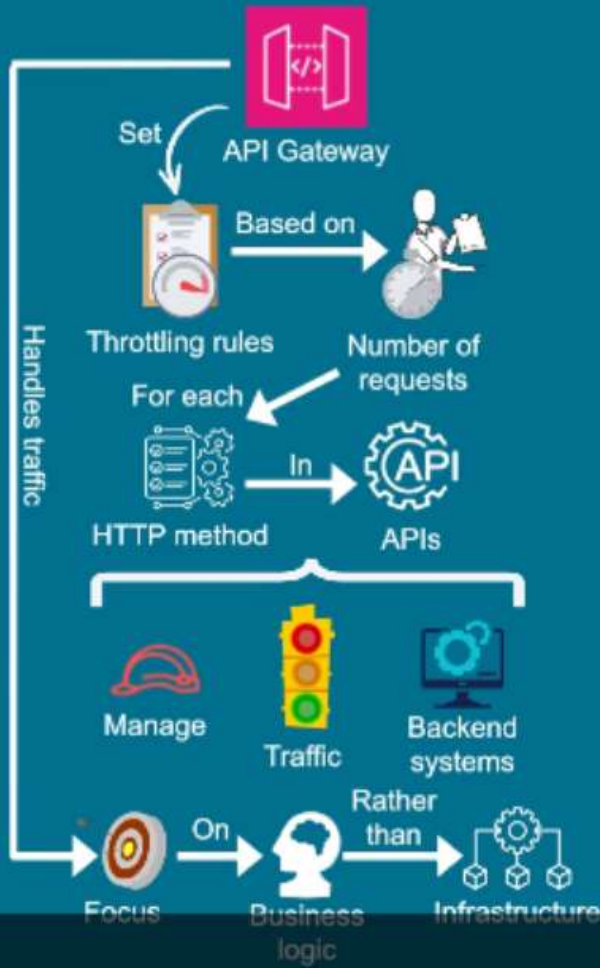 </>
API Gateway
Set
Based on
Throttling rules
Number of
requests
For each
In
API
HTTP method
APIs
Handles traffic
Manage
Traffic
Backend
systems
Rather
than
On
Focus
Business
logic
Infrastructure